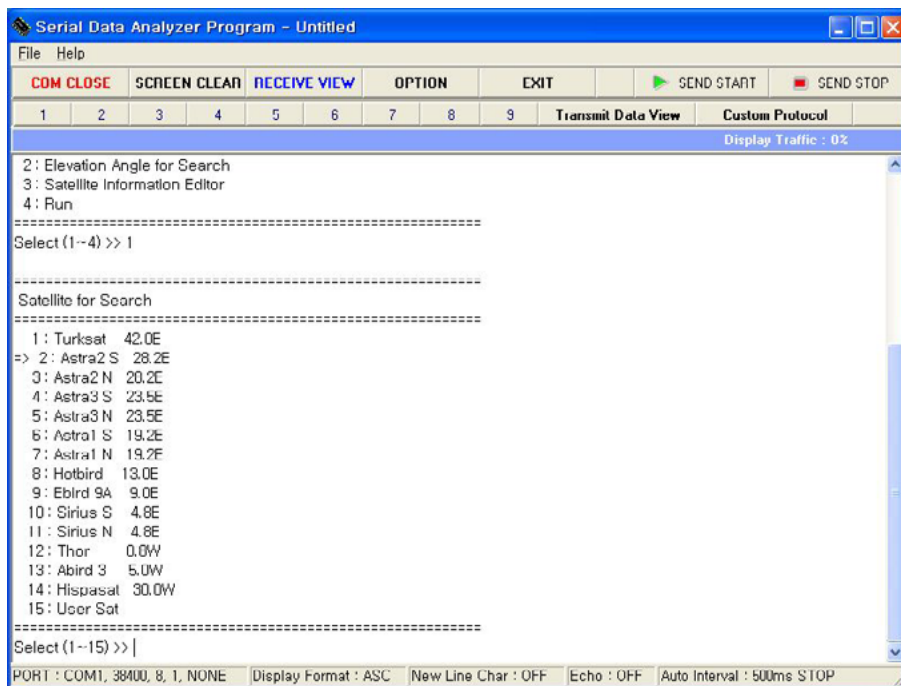 Serial Data Analyzer Program - Untitled
File Help
COM CLOSE SCREEN CLEAR RECEIVE VIEW OPTION EXIT SEND START SEND STOP
1 2 3 4 5 6 7 8 9 Transmit Data View Custom Protocol
Display Traffic : 0%
2 : Elevation Angle for Search
3 : Satellite Information Editor
4 : Run
============================================================
Select (1~4) >> 1
============================================================
Satellite for Search
============================================================
1 : Turksat 42.0E
=> 2 : Astra2 S 28.2E
3 : Astra2 N 20.2E
4 : Astra3 S 23.5E
5 : Astra3 N 23.5E
6 : Astra1 S 19.2E
7 : Astra1 N 19.2E
8 : Hotbird 13.0E
9 : Ebird 9A 9.0E
10 : Sirius S 4.8E
11 : Sirius N 4.8E
12 : Thor 0.0W
13 : Abird 3 5.0W
14 : Hispasat 30.0W
15 : User Sat
============================================================
Select (1~15) >>
PORT : COM1, 38400, 8, 1, NONE Display Format : ASC New Line Char : OFF Echo : OFF Auto Interval : 500ms STOP